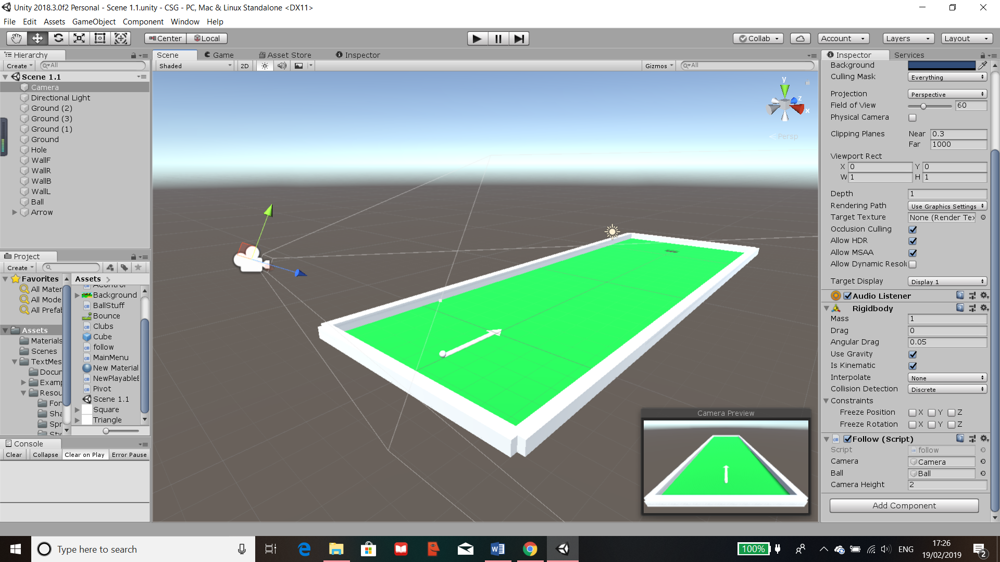 Unity 2018.3.0f2 Personal - Scene 1.1.unity - CSG - PC, Mac & Linux Standalone <DX11>
File Edit Assets GameObject Component Window Help
Center Local Collab Account Layers Layout
Hierarchy
Create All
Scene 1.1
Camera
Directional Light
Ground (2)
Ground (3)
Ground (1)
Ground
Hole
WallF
WallR
WallB
WallL
Ball
Arrow
Project
Create
Favorites
All Mater
All Mode
All Prefab
Assets
Materials
Scenes
TextMes
Docun
Examp
Resou
For
Sha
Spr
Sty
Assets
AControl
Background
BallStuff
Bounce
Clubs
Cube
follow
MainMenu
New Material
NewPlayableE
Pivot
Scene 1.1
Square
Triangle
Console
Clear Collapse Clear on Play Error Pause
Scene Game Asset Store Inspector
Shaded 2D Gizmos All
y
z
x
Persp
Camera Preview
Inspector Services
Background
Culling Mask Everything
Projection Perspective
Field of View 60
Physical Camera
Clipping Planes Near 0.3
Far 1000
Viewport Rect
X 0 Y 0
W 1 H 1
Depth 1
Rendering Path Use Graphics Settings
Target Texture None (Render Tex
Occlusion Culling
Allow HDR
Allow MSAA
Allow Dynamic Resolu
Target Display Display 1
Audio Listener
Rigidbody
Mass 1
Drag 0
Angular Drag 0.05
Use Gravity
Is Kinematic
Interpolate None
Collision Detection Discrete
Constraints
Freeze Position X Y Z
Freeze Rotation X Y Z
Follow (Script)
Script follow
Camera Camera
Ball Ball
Camera Height 2
Add Component
Type here to search
100% ENG
17:26
19/02/2019
2